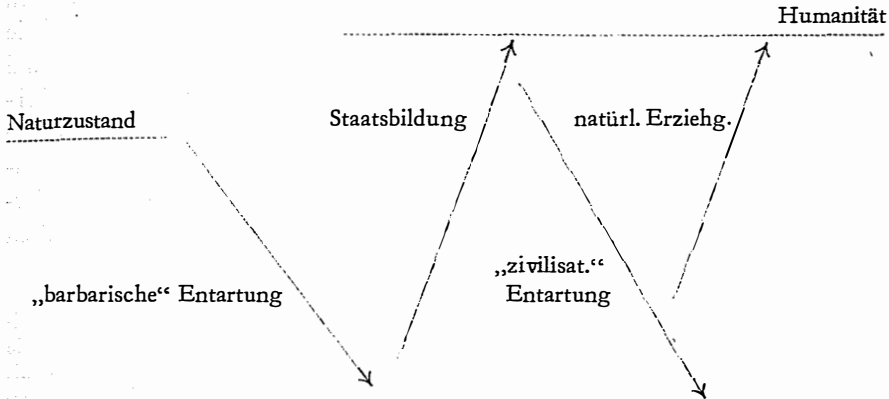 Humanität
Naturzustand
Staatsbildung
natürl. Erziehg.
„barbarische“ Entartung
„zivilisat.“
Entartung